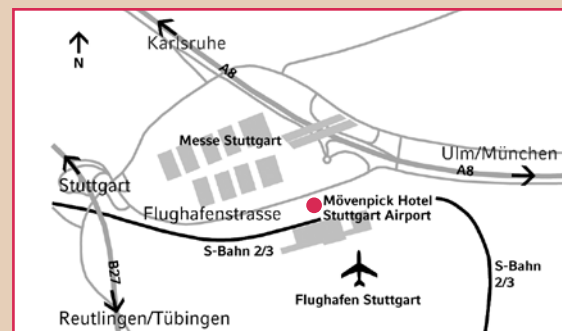 Karlsruhe
N
A8
Messe Stuttgart
Ulm/München
A8
Stuttgart
Mövenpick Hotel
Stuttgart Airport
Flughafenstrasse
S-Bahn 2/3
B27
S-Bahn
2/3
Flughafen Stuttgart
Reutlingen/Tübingen